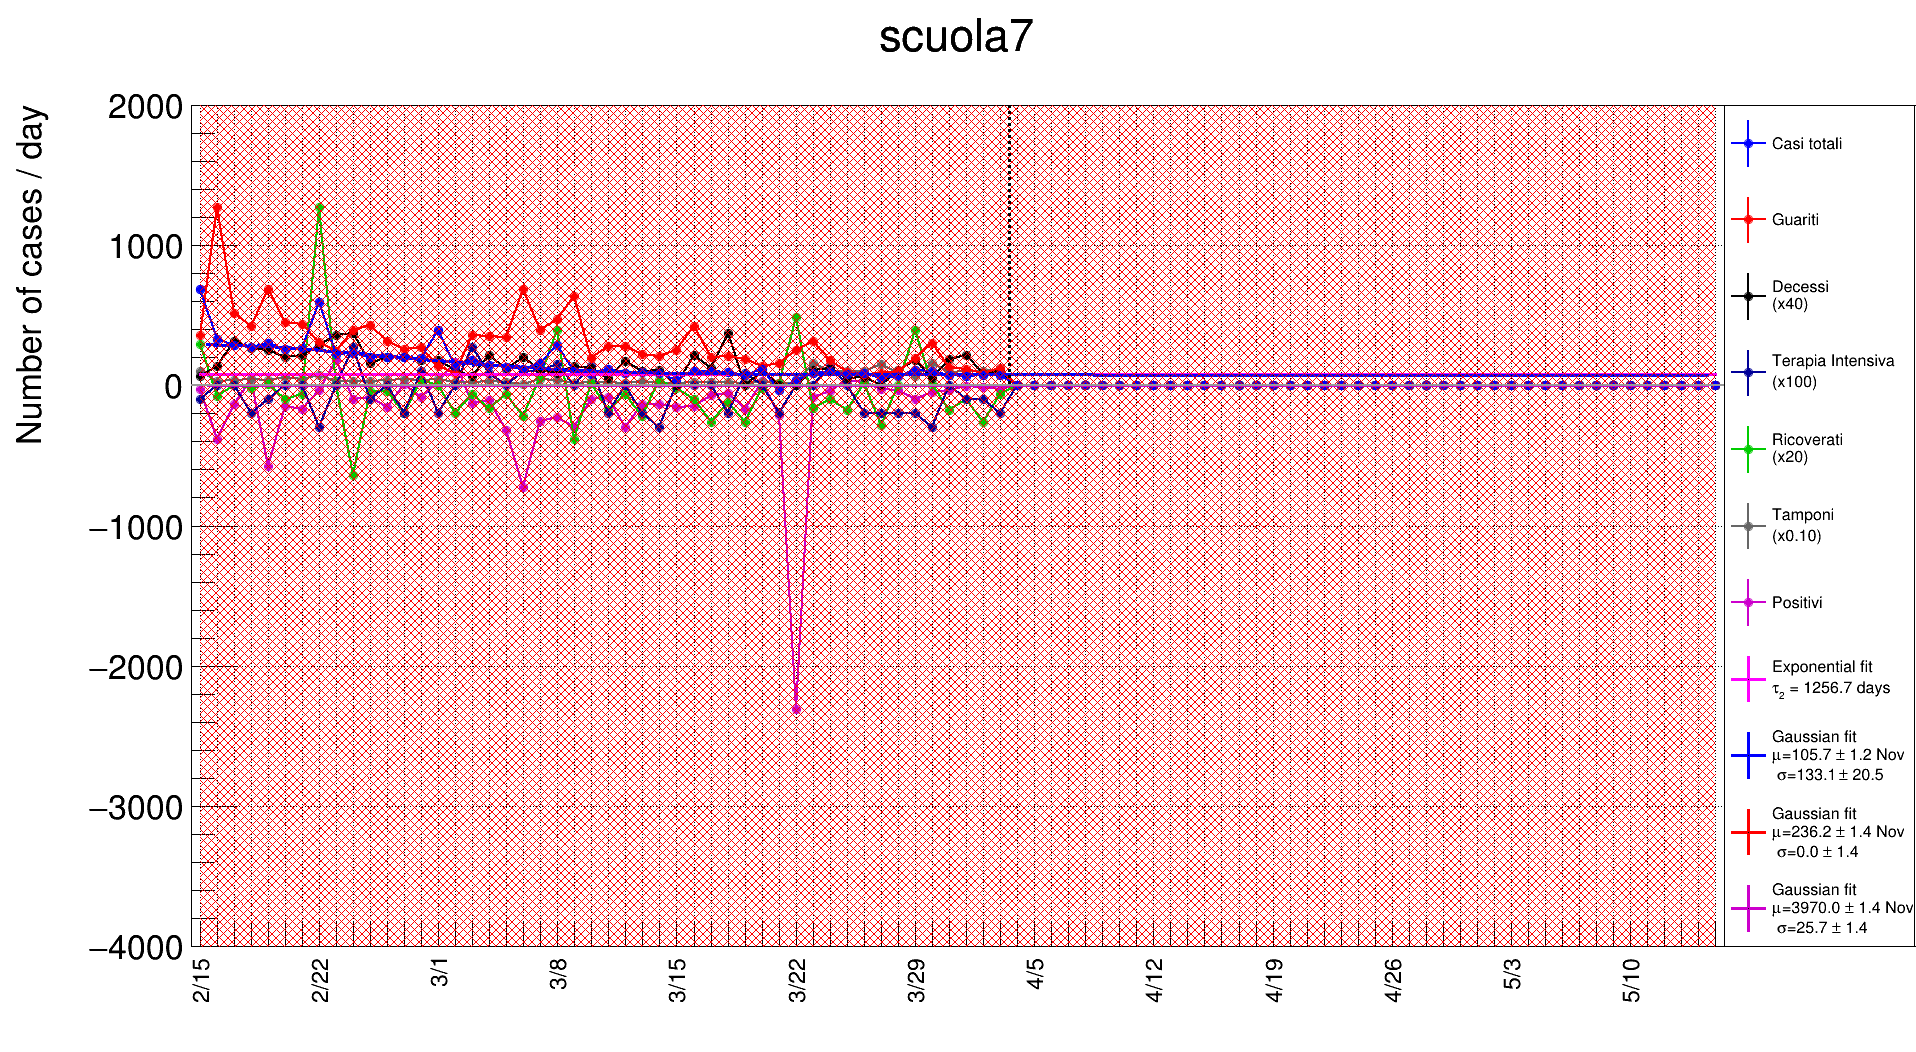 scuola7
Number of cases / day
2000
1000
0
−1000
−2000
−3000
−4000
2/15
2/22
3/1
3/8
3/15
3/22
3/29
4/5
4/12
4/19
4/26
5/3
5/10
Casi totali
Guariti
Decessi
(x40)
Terapia Intensiva
(x100)
Ricoverati
(x20)
Tamponi
(x0.10)
Positivi
Exponential fit
τ2 = 1256.7 days
Gaussian fit
μ=105.7 ± 1.2 Nov
σ=133.1 ± 20.5
Gaussian fit
μ=236.2 ± 1.4 Nov
σ=0.0 ± 1.4
Gaussian fit
μ=3970.0 ± 1.4 Nov
σ=25.7 ± 1.4